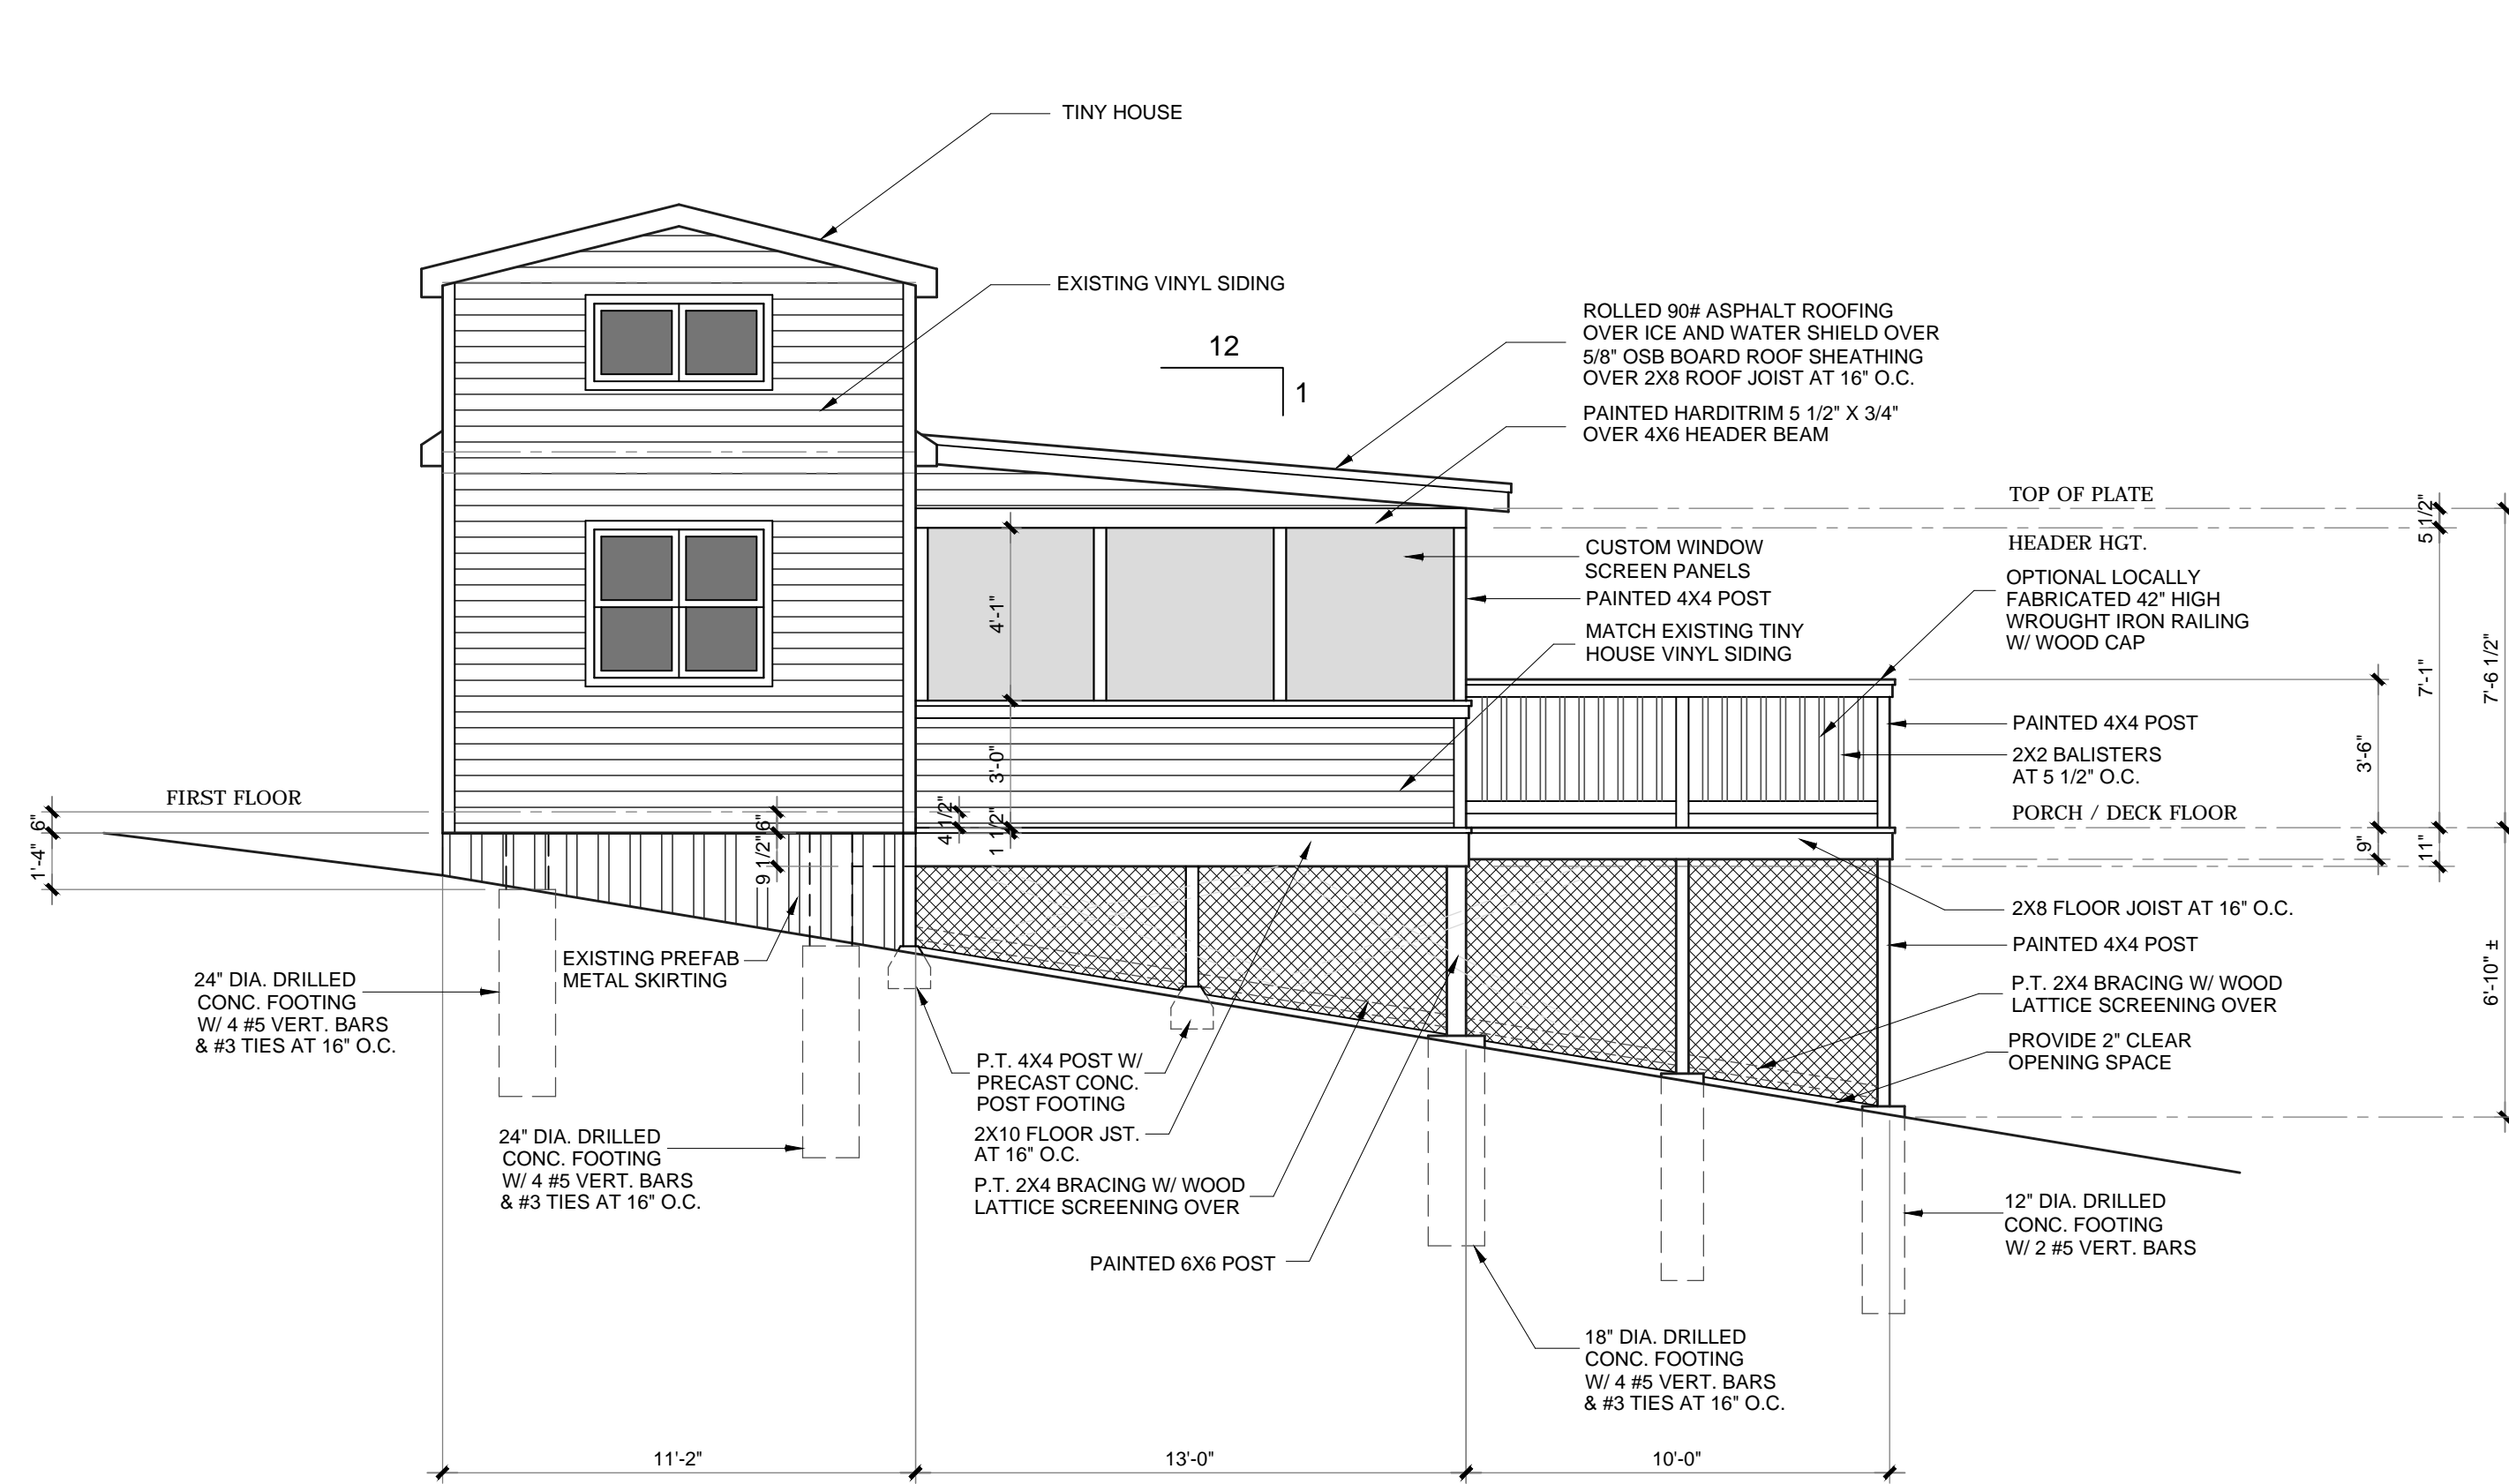 TINY HOUSE
EXISTING VINYL SIDING
12
1
ROLLED 90# ASPHALT ROOFING
OVER ICE AND WATER SHIELD OVER
5/8" OSB BOARD ROOF SHEATHING
OVER 2X8 ROOF JOIST AT 16" O.C.
PAINTED HARDITRIM 5 1/2" X 3/4"
OVER 4X6 HEADER BEAM
TOP OF PLATE
HEADER HGT.
CUSTOM WINDOW
SCREEN PANELS
PAINTED 4X4 POST
MATCH EXISTING TINY
HOUSE VINYL SIDING
OPTIONAL LOCALLY
FABRICATED 42" HIGH
WROUGHT IRON RAILING
W/ WOOD CAP
PAINTED 4X4 POST
2X2 BALISTERS
AT 5 1/2" O.C.
PORCH / DECK FLOOR
5 1/2"
7'-1"
7'-6 1/2"
3'-6"
9"
11"
6'-10" ±
4'-1"
3'-0"
4 1/2"
1 1/2"
6"
9 1/2"
FIRST FLOOR
6"
1'-4"
2X8 FLOOR JOIST AT 16" O.C.
PAINTED 4X4 POST
P.T. 2X4 BRACING W/ WOOD
LATTICE SCREENING OVER
PROVIDE 2" CLEAR
OPENING SPACE
EXISTING PREFAB
METAL SKIRTING
24" DIA. DRILLED
CONC. FOOTING
W/ 4 #5 VERT. BARS
& #3 TIES AT 16" O.C.
24" DIA. DRILLED
CONC. FOOTING
W/ 4 #5 VERT. BARS
& #3 TIES AT 16" O.C.
P.T. 4X4 POST W/
PRECAST CONC.
POST FOOTING
2X10 FLOOR JST.
AT 16" O.C.
P.T. 2X4 BRACING W/ WOOD
LATTICE SCREENING OVER
PAINTED 6X6 POST
12" DIA. DRILLED
CONC. FOOTING
W/ 2 #5 VERT. BARS
18" DIA. DRILLED
CONC. FOOTING
W/ 4 #5 VERT. BARS
& #3 TIES AT 16" O.C.
11'-2"
13'-0"
10'-0"